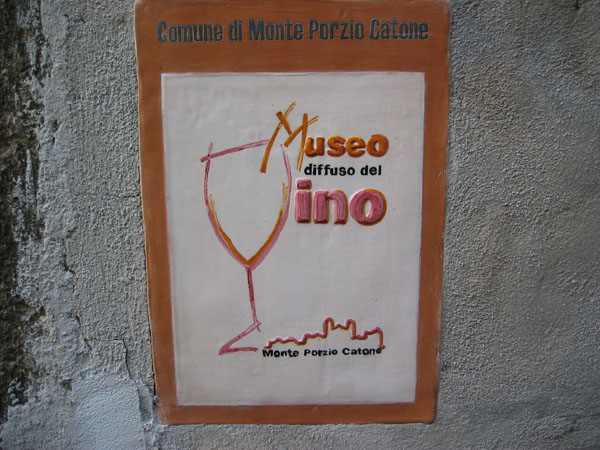 Comune di Monte Porzio Catone
Museo
diffuso del
Vino
Monte Porzio Catone